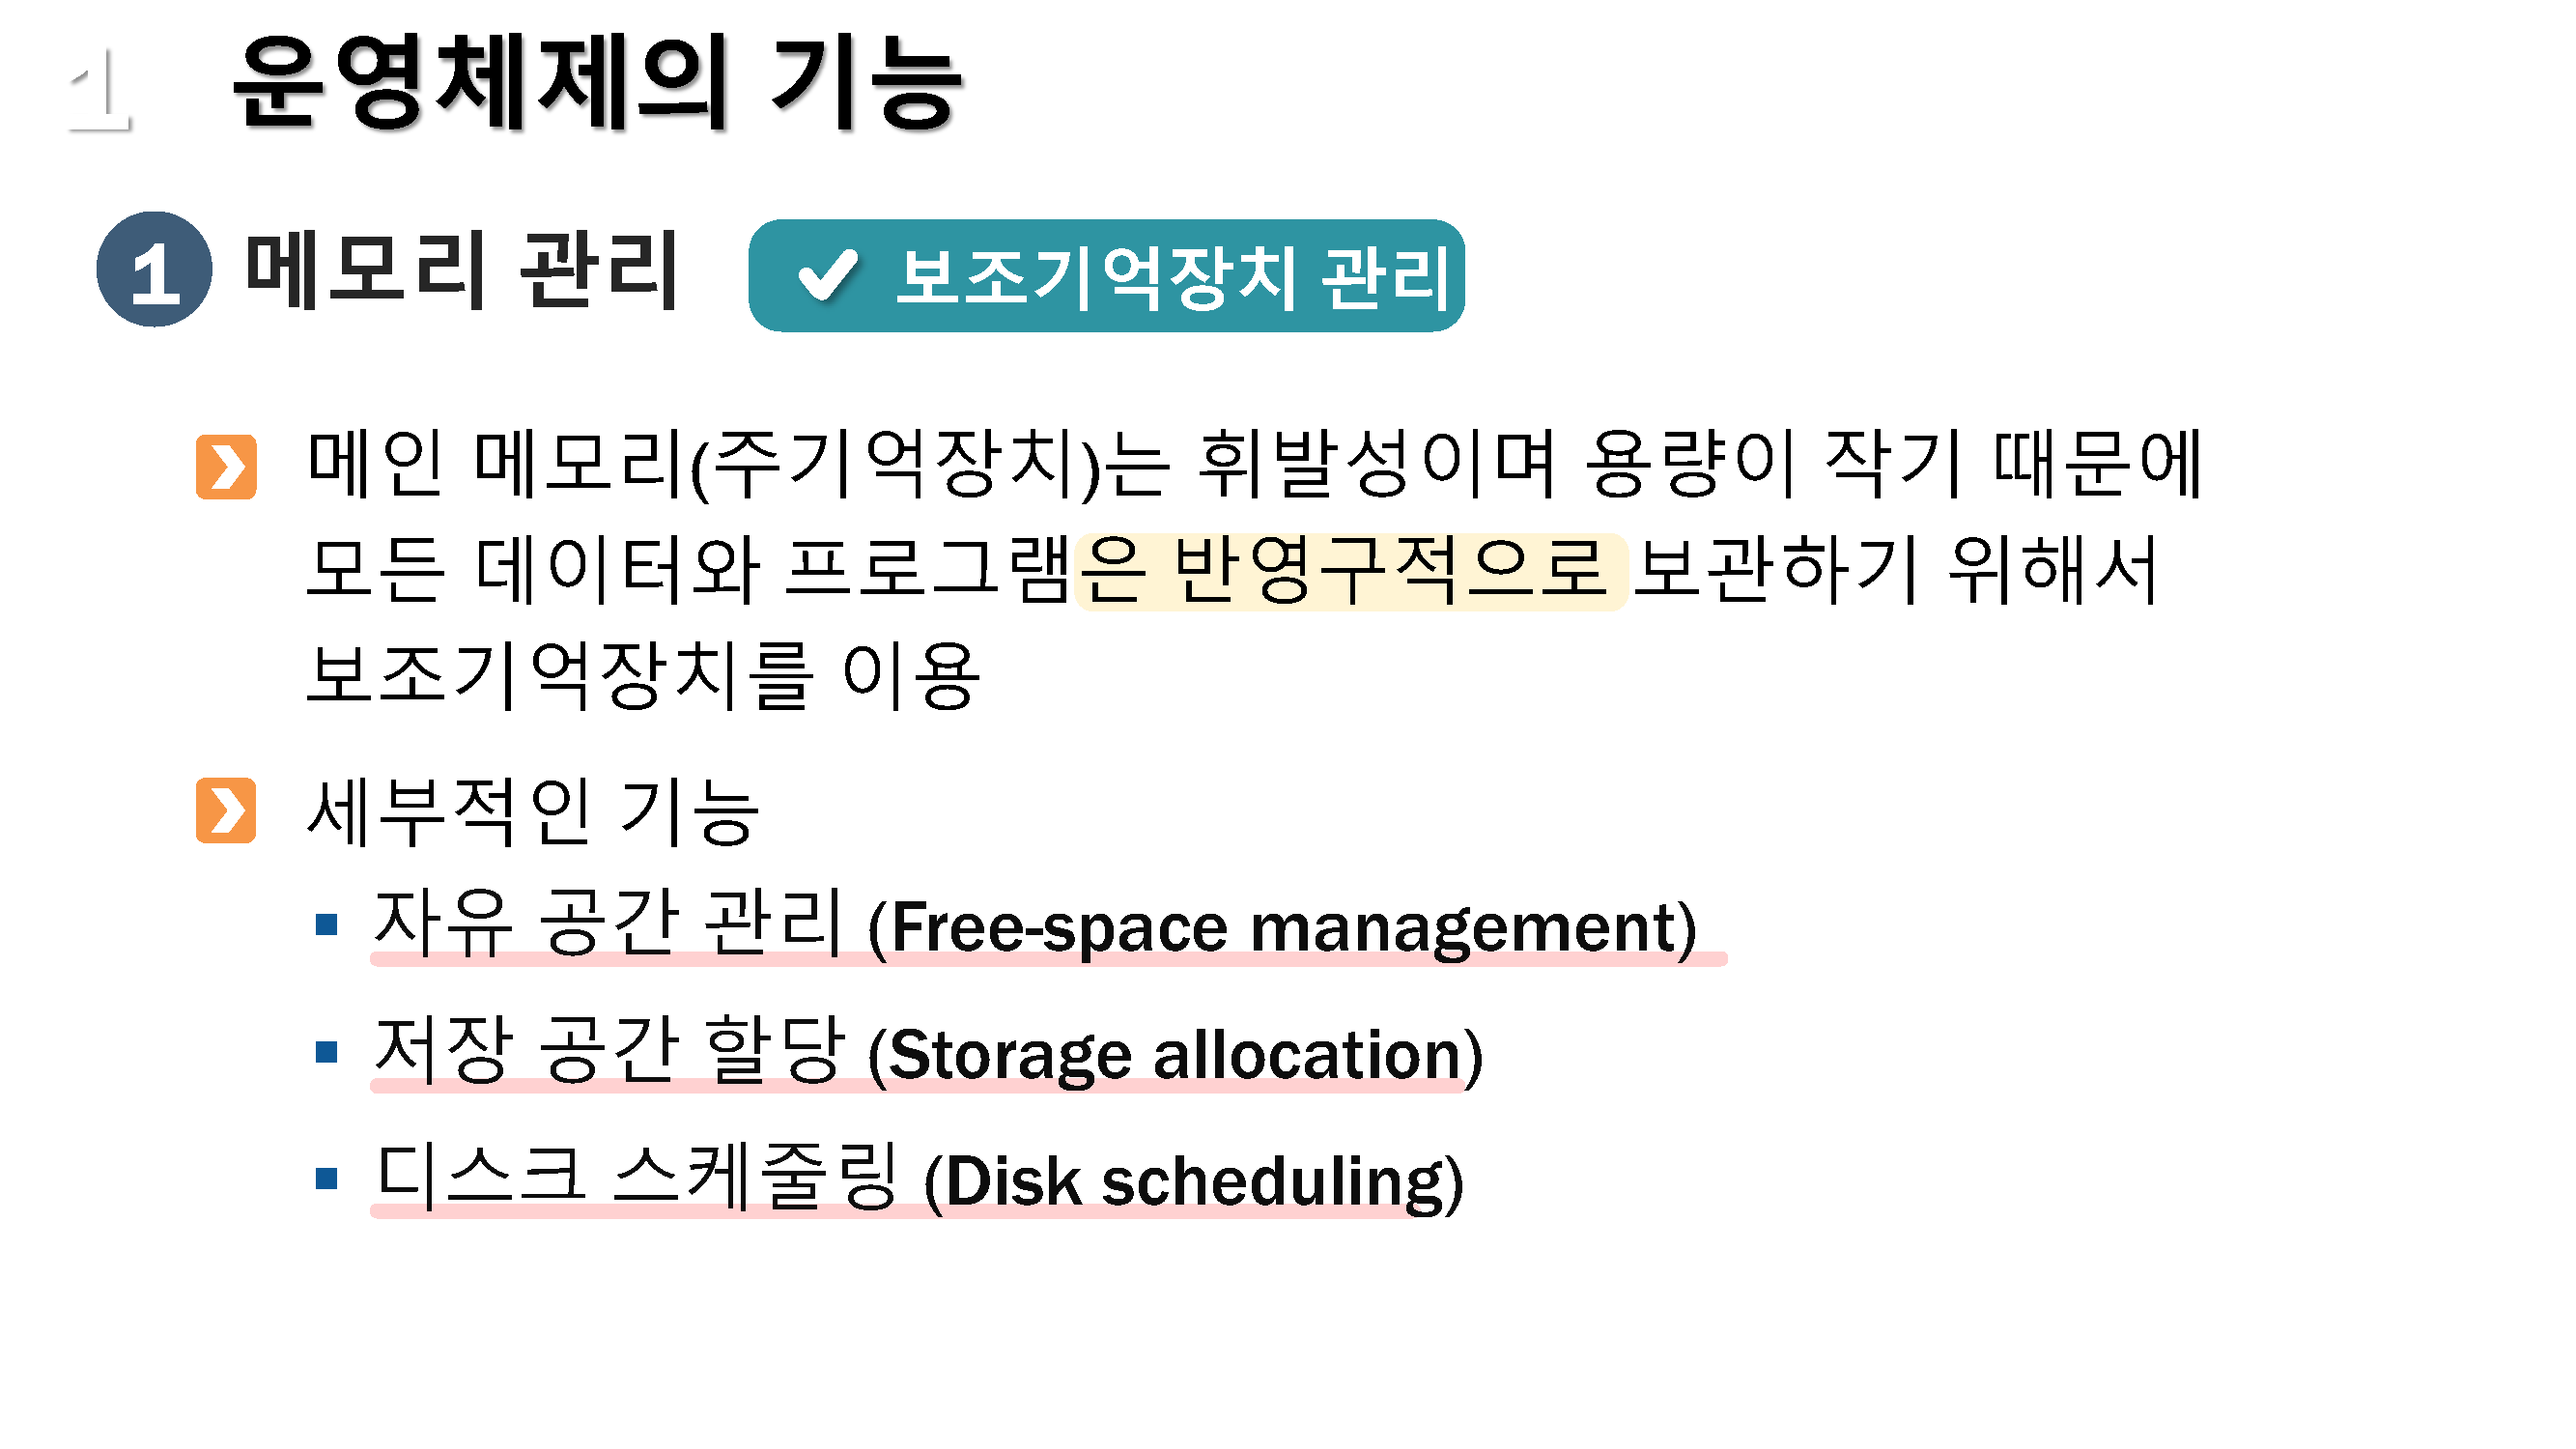 1 운영체제의 기능
1 메모리 관리 ✔ 보조기억장치 관리
메인 메모리(주기억장치)는 휘발성이며 용량이 작기 때문에
모든 데이터와 프로그램은 반영구적으로 보관하기 위해서
보조기억장치를 이용
세부적인 기능
▪ 자유 공간 관리 (Free-space management)
▪ 저장 공간 할당 (Storage allocation)
▪ 디스크 스케줄링 (Disk scheduling)